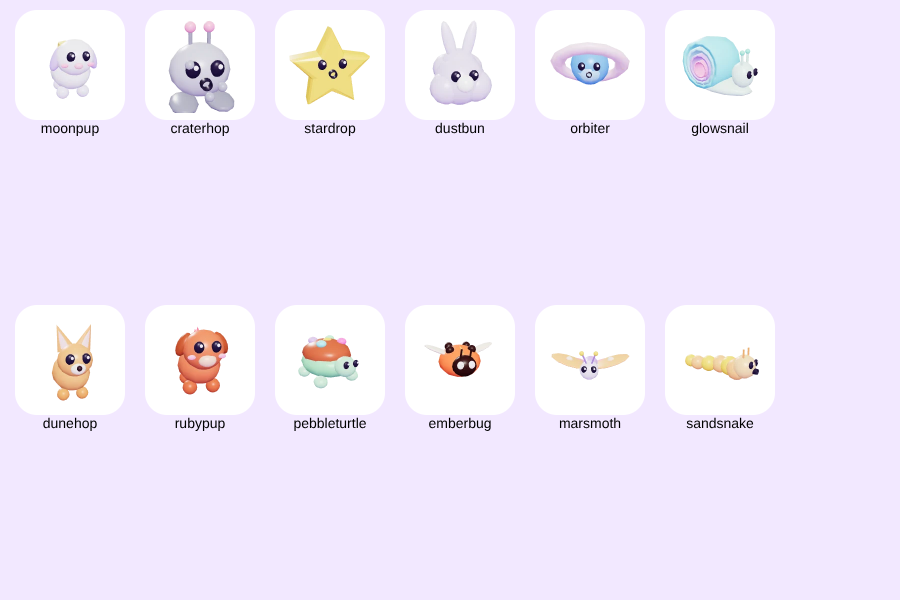 moonpup
craterhop
stardrop
dustbun
orbiter
glowsnail
dunehop
rubypup
pebbleturtle
emberbug
marsmoth
sandsnake